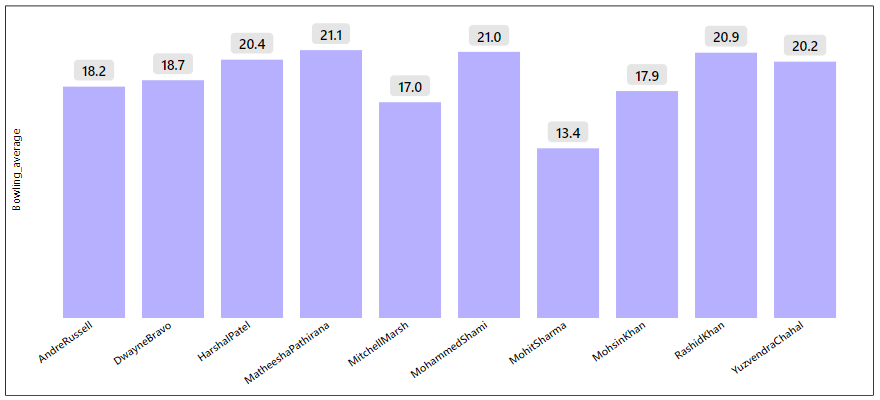 Bowling_average
18.2
18.7
20.4
21.1
17.0
21.0
13.4
17.9
20.9
20.2
AndreRussell
DwayneBravo
HarshalPatel
MatheeshaPathirana
MitchellMarsh
MohammedShami
MohitSharma
MohsinKhan
RashidKhan
YuzvendraChahal